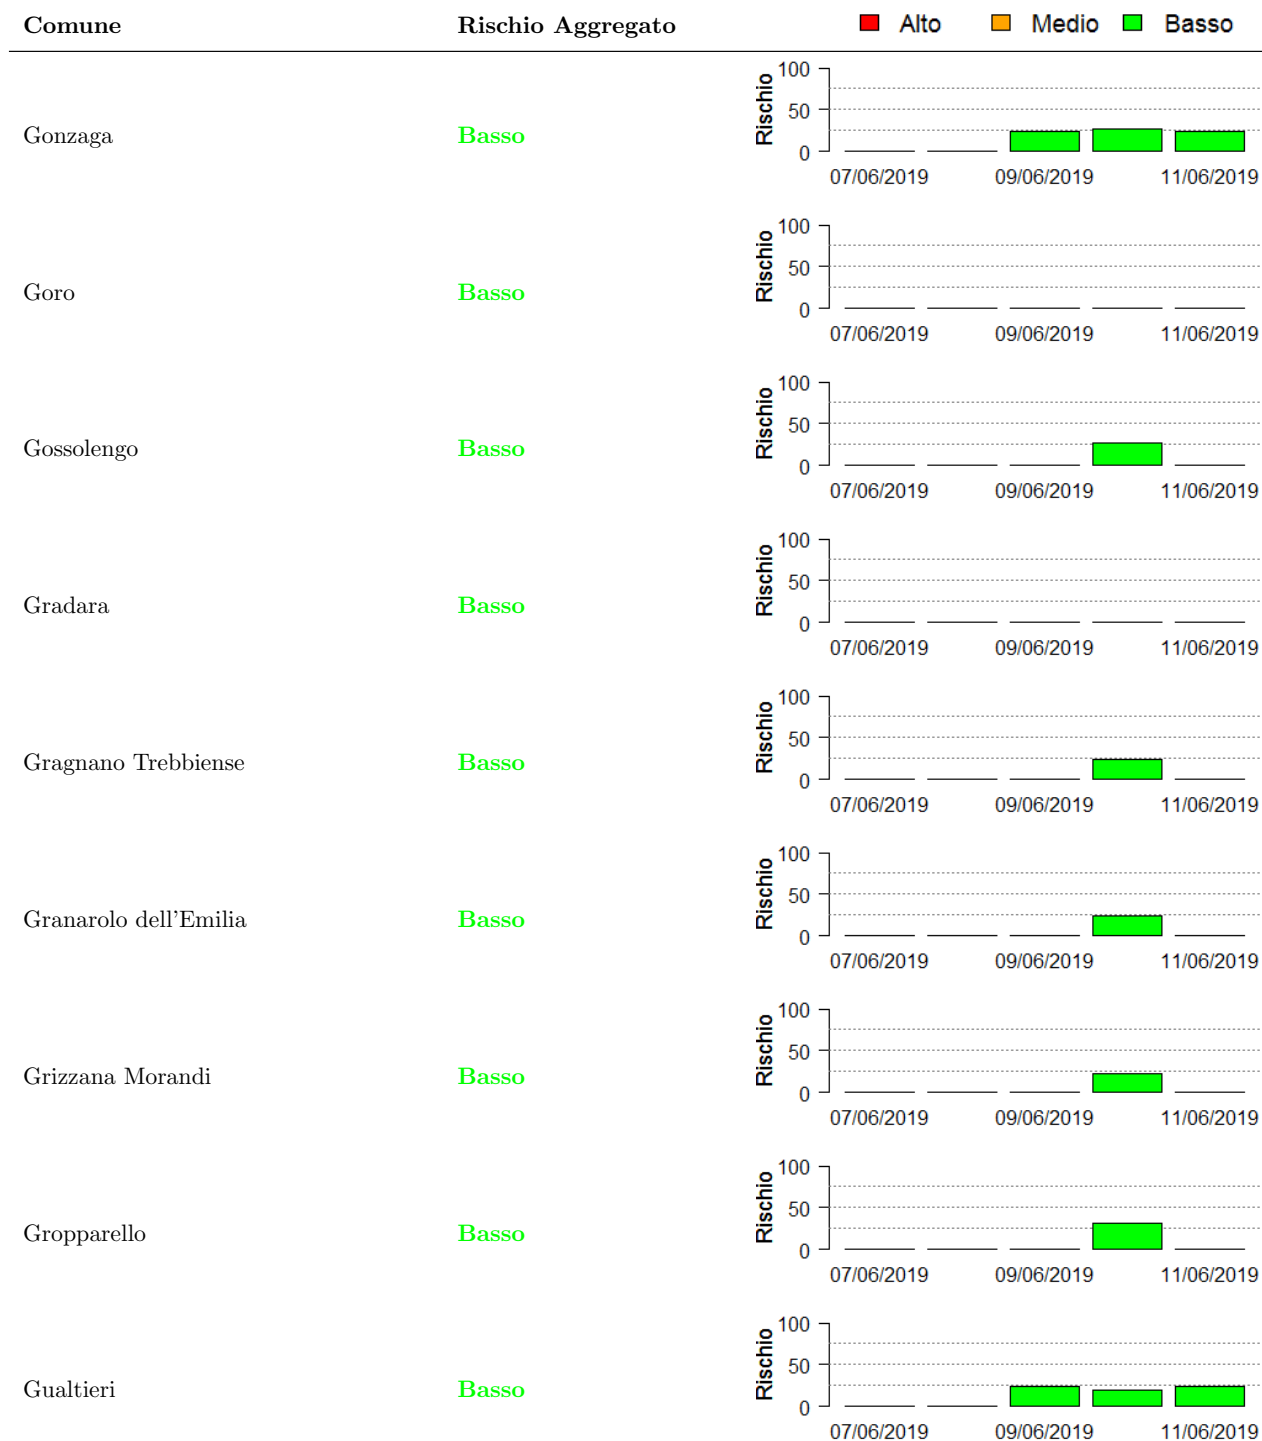 Comune Rischio Aggregato Alto Medio Basso
Gonzaga Basso
Rischio
100
50
0
07/06/2019 09/06/2019 11/06/2019
Goro Basso
Rischio
100
50
0
07/06/2019 09/06/2019 11/06/2019
Gossolengo Basso
Rischio
100
50
0
07/06/2019 09/06/2019 11/06/2019
Gradara Basso
Rischio
100
50
0
07/06/2019 09/06/2019 11/06/2019
Gragnano Trebbiense Basso
Rischio
100
50
0
07/06/2019 09/06/2019 11/06/2019
Granarolo dell'Emilia Basso
Rischio
100
50
0
07/06/2019 09/06/2019 11/06/2019
Grizzana Morandi Basso
Rischio
100
50
0
07/06/2019 09/06/2019 11/06/2019
Gropparello Basso
Rischio
100
50
0
07/06/2019 09/06/2019 11/06/2019
Gualtieri Basso
Rischio
100
50
0
07/06/2019 09/06/2019 11/06/2019